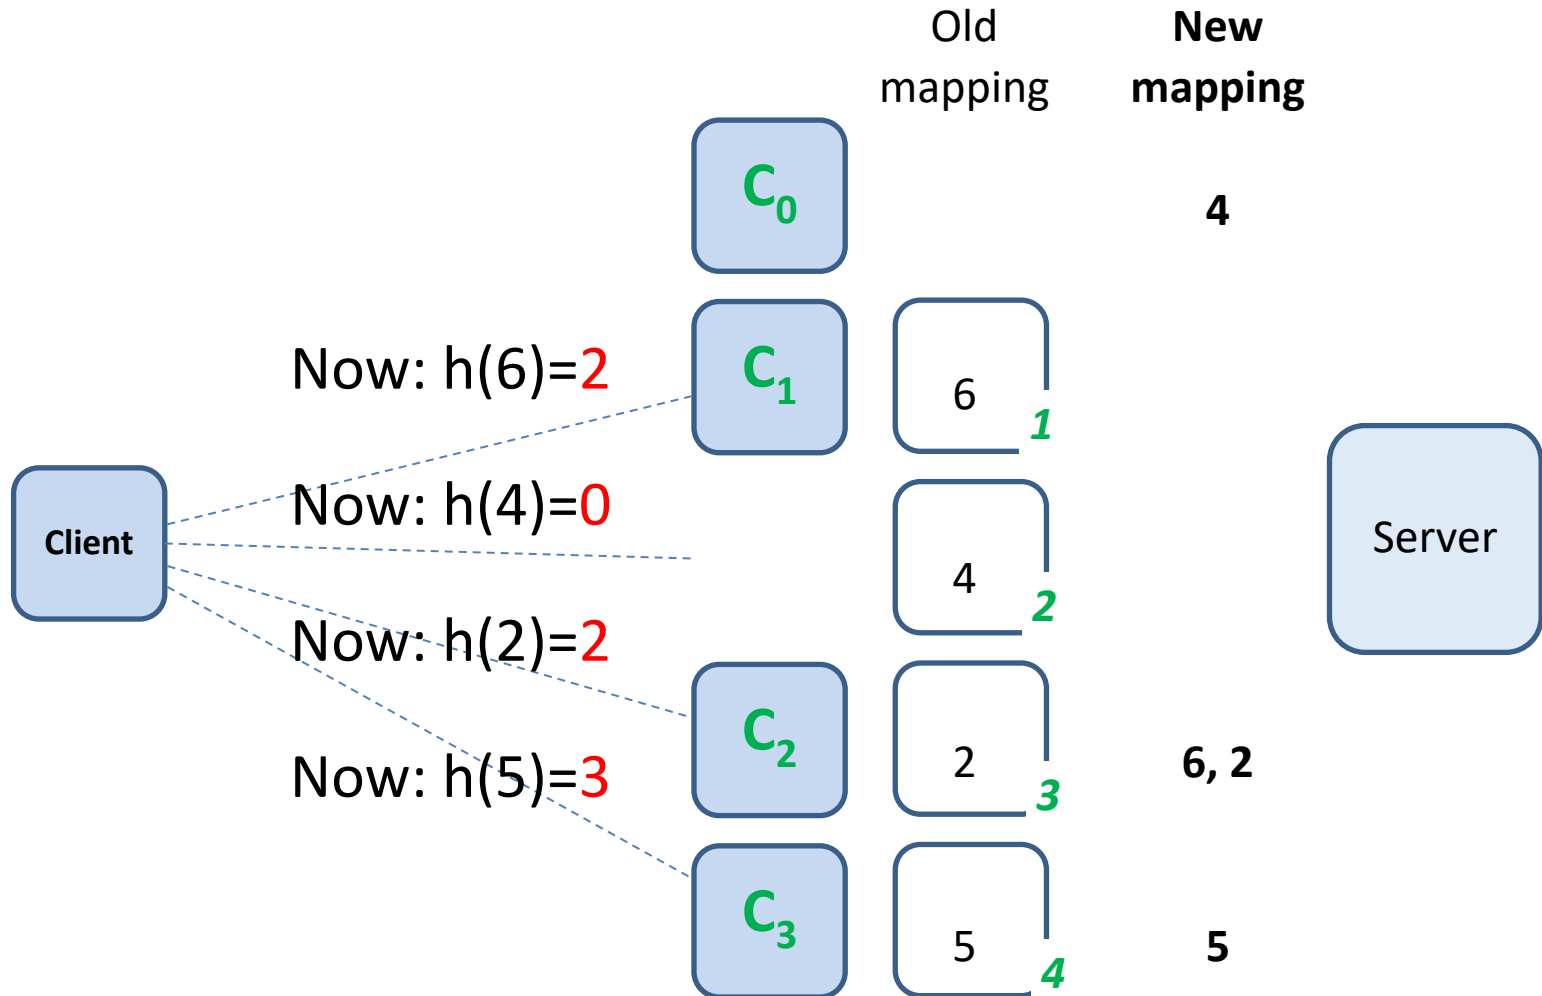 Old mapping
New mapping
C0
4
Now: h(6)=2
C1
6
1
Now: h(4)=0
4
2
Client
Server
Now: h(2)=2
C2
2
3
6, 2
Now: h(5)=3
C3
5
4
5